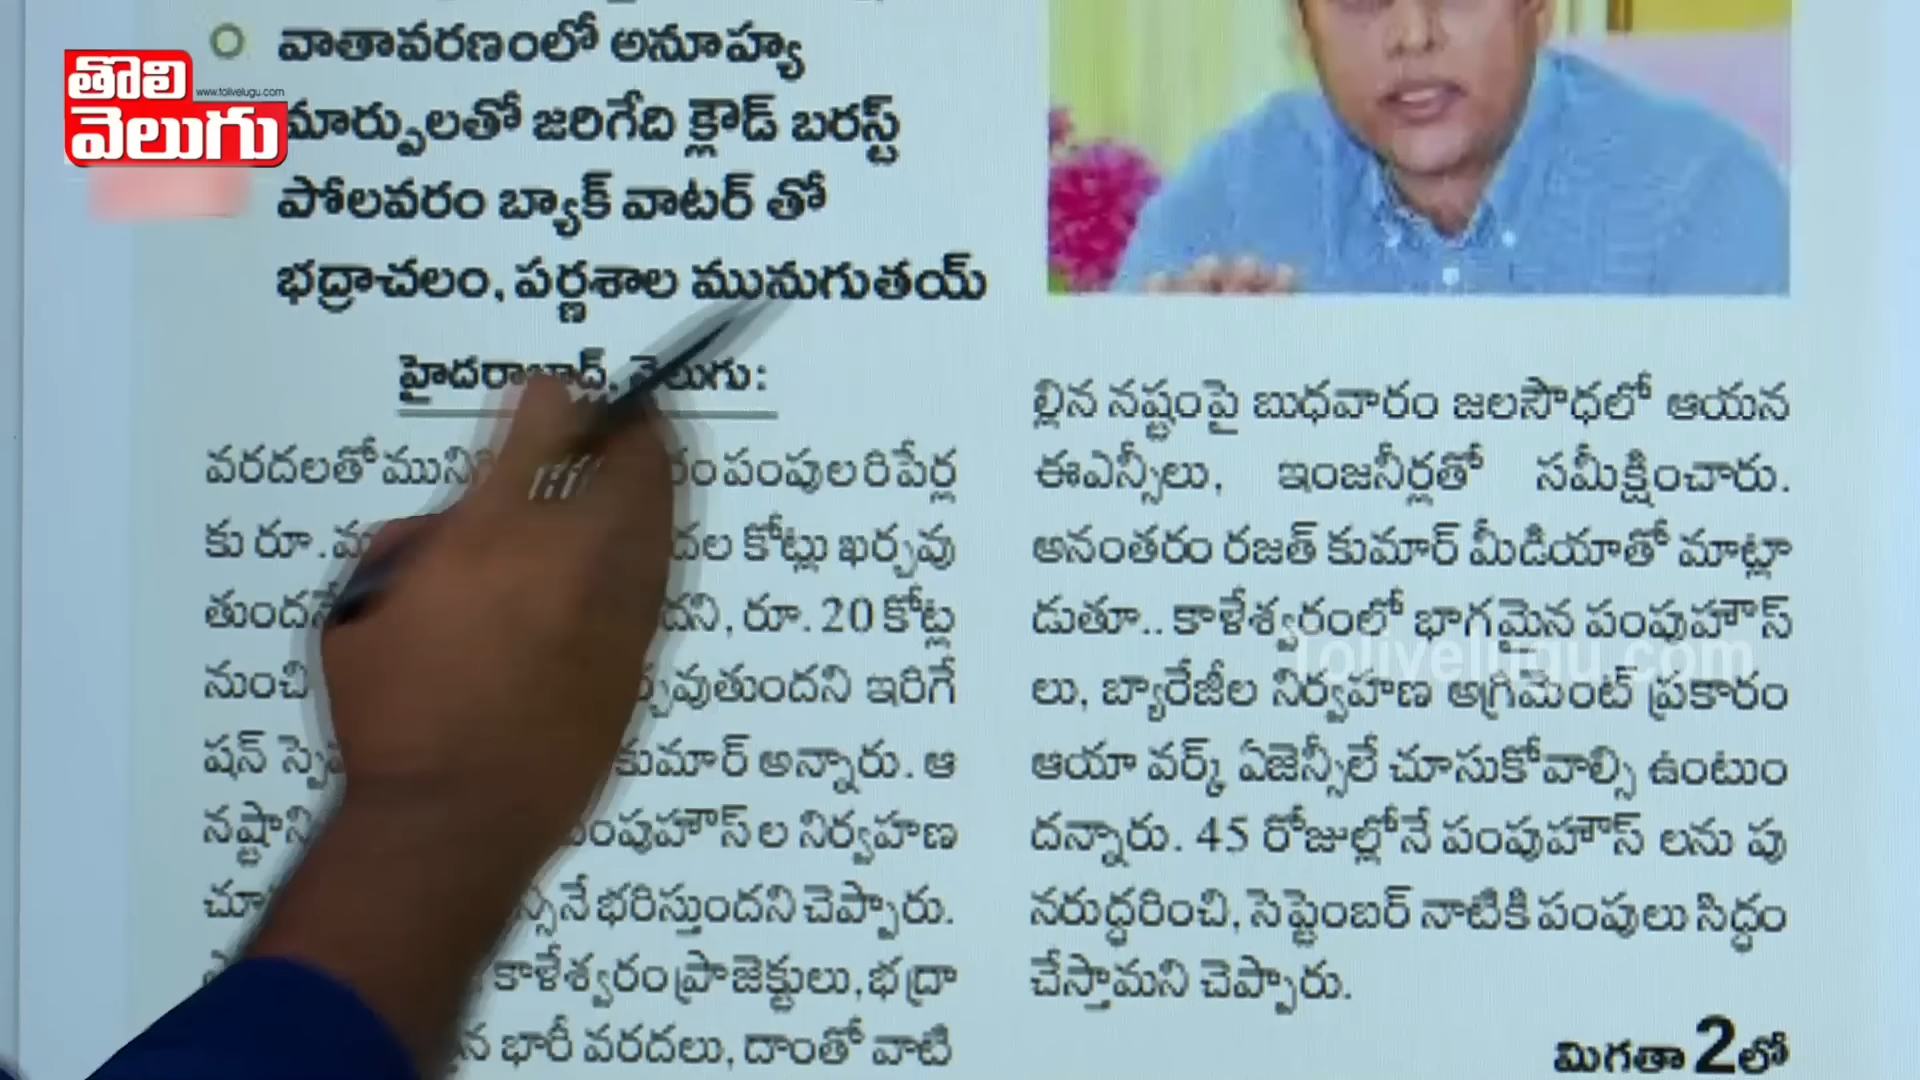 తొలి
వెలుగు
www.tolivelugu.com
వాతావరణంలో అనూహ్య
మార్పులతో జరిగేది క్లౌడ్ బరస్ట్
పోలవరం బ్యాక్ వాటర్ తో
భద్రాచలం, పర్ణశాల మునుగుతయ్
హైదరాబాద్, వెలుగు:
వరదలతో పంపుల రిపేర్ల
కు రూ. కోట్లు ఖర్చవు
రూ. 20 కోట్ల
నుంచి ఇరిగే
షన్ కుమార్ అన్నారు. ఆ
పంపుహౌస్ ల నిర్వహణ
భరిస్తుందని చెప్పారు.
కాళేశ్వరం ప్రాజెక్టులు, భద్రా
న భారీ వరదలు, దాంతో వాటి
ల్లిన నష్టంపై బుధవారం జలసౌధలో ఆయన
ఈఎన్సీలు, ఇంజనీర్లతో సమీక్షించారు.
అనంతరం రజత్ కుమార్ మీడియాతో మాట్లా
డుతూ.. కాళేశ్వరంలో భాగమైన పంపుహౌస్
లు, బ్యారేజీల నిర్వహణ అగ్రిమెంట్ ప్రకారం
ఆయా వర్క్ ఏజెన్సీలే చూసుకోవాల్సి ఉంటుం
దన్నారు. 45 రోజుల్లోనే పంపుహౌస్ లను పు
నరుద్ధరించి, సెప్టెంబర్ నాటికి పంపులు సిద్ధం
చేస్తామని చెప్పారు.
మిగతా 2లో
Tolivelugu.com